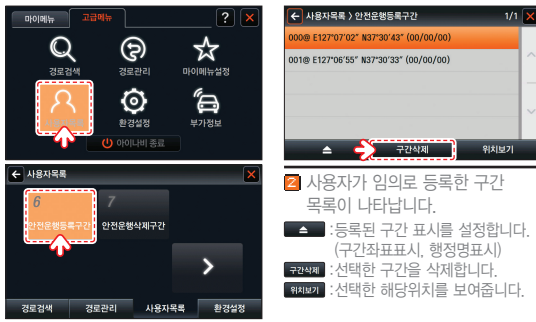 마이메뉴 고급메뉴 ? X
경로검색 경로관리 마이메뉴설정
환경설정 부가정보
아이나비 종료
사용자목록 X
6 7
안전운행등록구간 안전운행삭제구간
경로검색 경로관리 사용자목록 환경설정
사용자목록 > 안전운행등록구간 1/1 X
000@ E127°07'02" N37°30'43" (00/00/00)
001@ E127°06'55" N37°30'33" (00/00/00)
구간삭제 위치보기
2 사용자가 임의로 등록한 구간
목록이 나타납니다.
:등록된 구간 표시를 설정합니다.
(구간좌표표시, 행정명표시)
구간삭제 :선택한 구간을 삭제합니다.
위치보기 :선택한 해당위치를 보여줍니다.